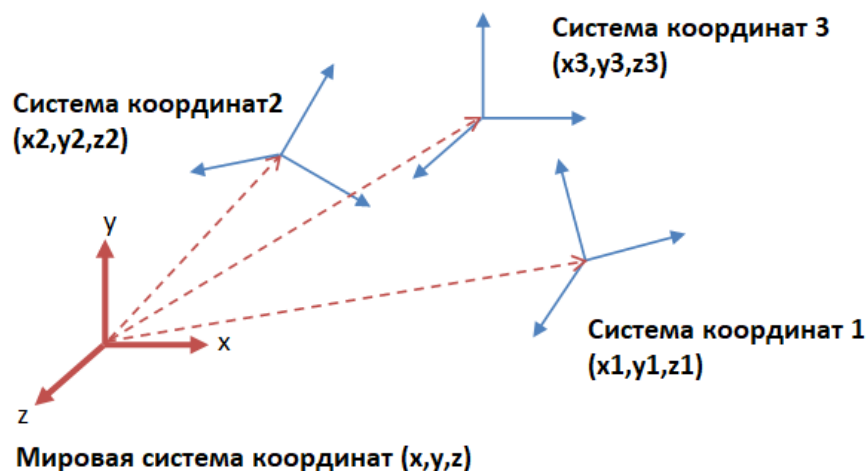 Система координат 3
(x3,y3,z3)
Система координат2
(x2,y2,z2)
y
x
z
Система координат 1
(x1,y1,z1)
Мировая система координат (x,y,z)